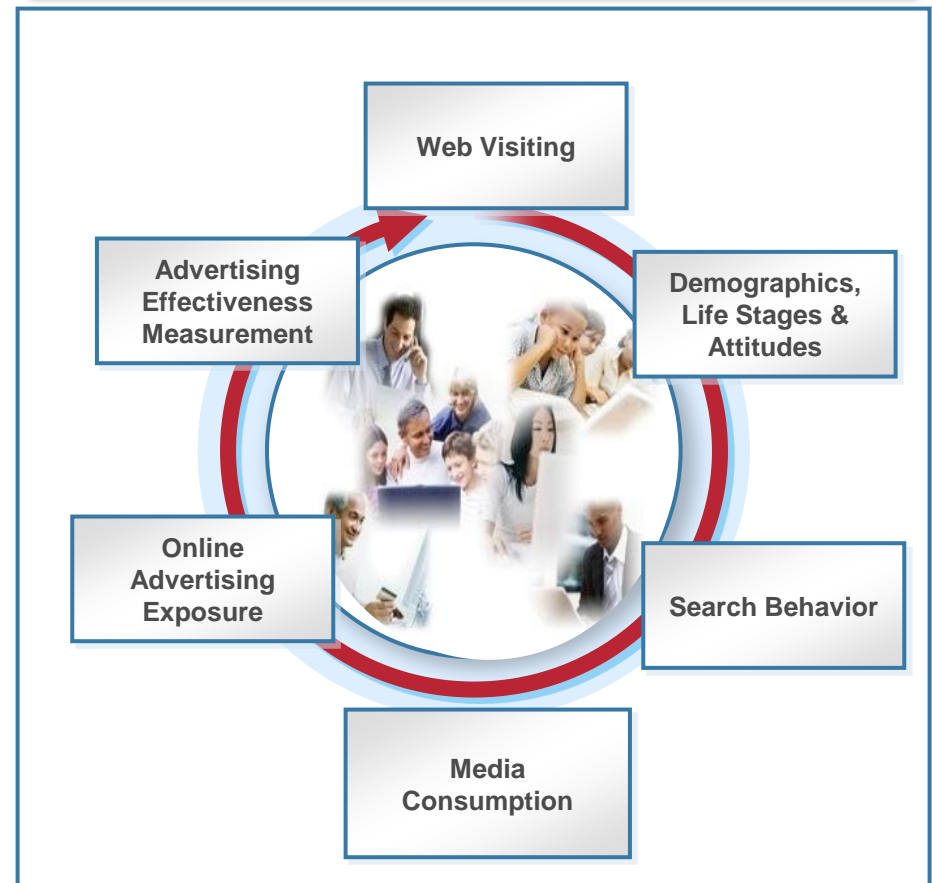 Web Visiting
Demographics,
Life Stages &
Attitudes
Search Behavior
Media
Consumption
Online
Advertising
Exposure
Advertising
Effectiveness
Measurement